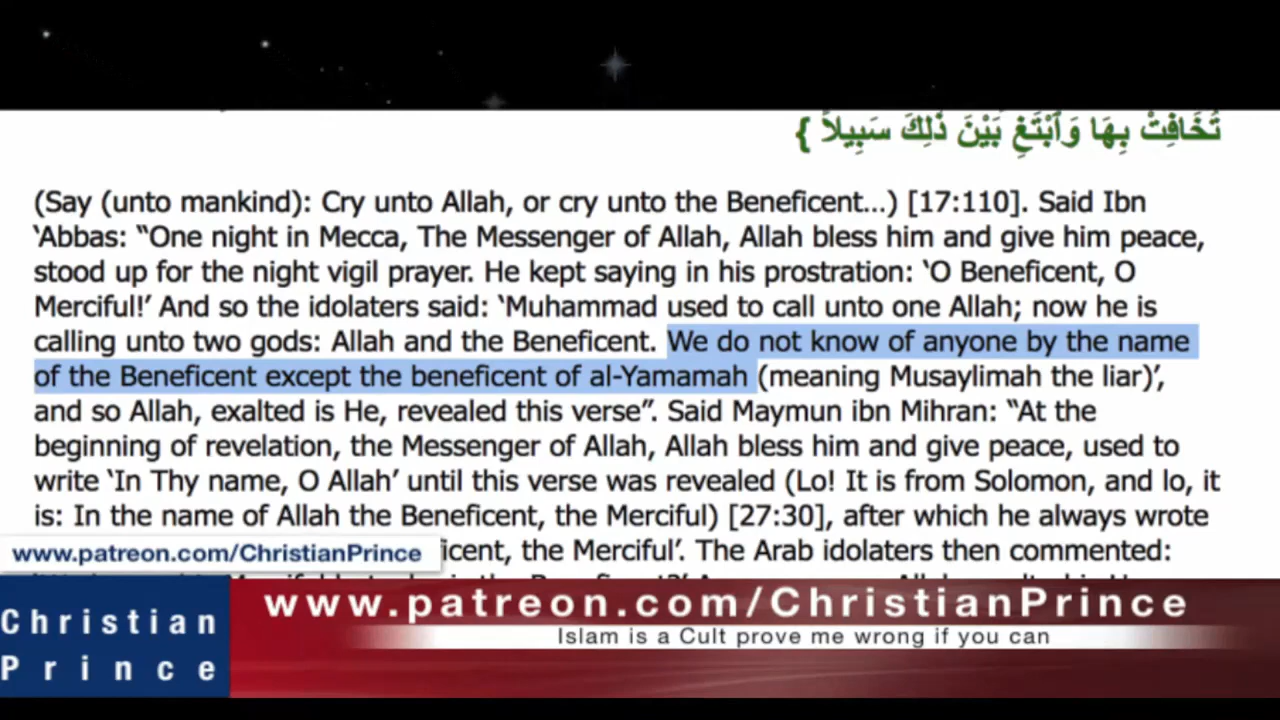 تُخَافِتْ بِهَا وَٱبْتَغِ بَيْنَ ذٰلِكَ سَبِيلاً }
(Say (unto mankind): Cry unto Allah, or cry unto the Beneficent...) [17:110]. Said Ibn
‘Abbas: “One night in Mecca, The Messenger of Allah, Allah bless him and give him peace,
stood up for the night vigil prayer. He kept saying in his prostration: ‘O Beneficent, O
Merciful!’ And so the idolaters said: ‘Muhammad used to call unto one Allah; now he is
calling unto two gods: Allah and the Beneficent. We do not know of anyone by the name
of the Beneficent except the beneficent of al-Yamamah (meaning Musaylimah the liar)’,
and so Allah, exalted is He, revealed this verse”. Said Maymun ibn Mihran: “At the
beginning of revelation, the Messenger of Allah, Allah bless him and give peace, used to
write ‘In Thy name, O Allah’ until this verse was revealed (Lo! It is from Solomon, and lo, it
is: In the name of Allah the Beneficent, the Merciful) [27:30], after which he always wrote
www.patreon.com/ChristianPrince
the Merciful’. The Arab idolaters then commented:
Christian
Prince
www.patreon.com/ChristianPrince
Islam is a Cult prove me wrong if you can